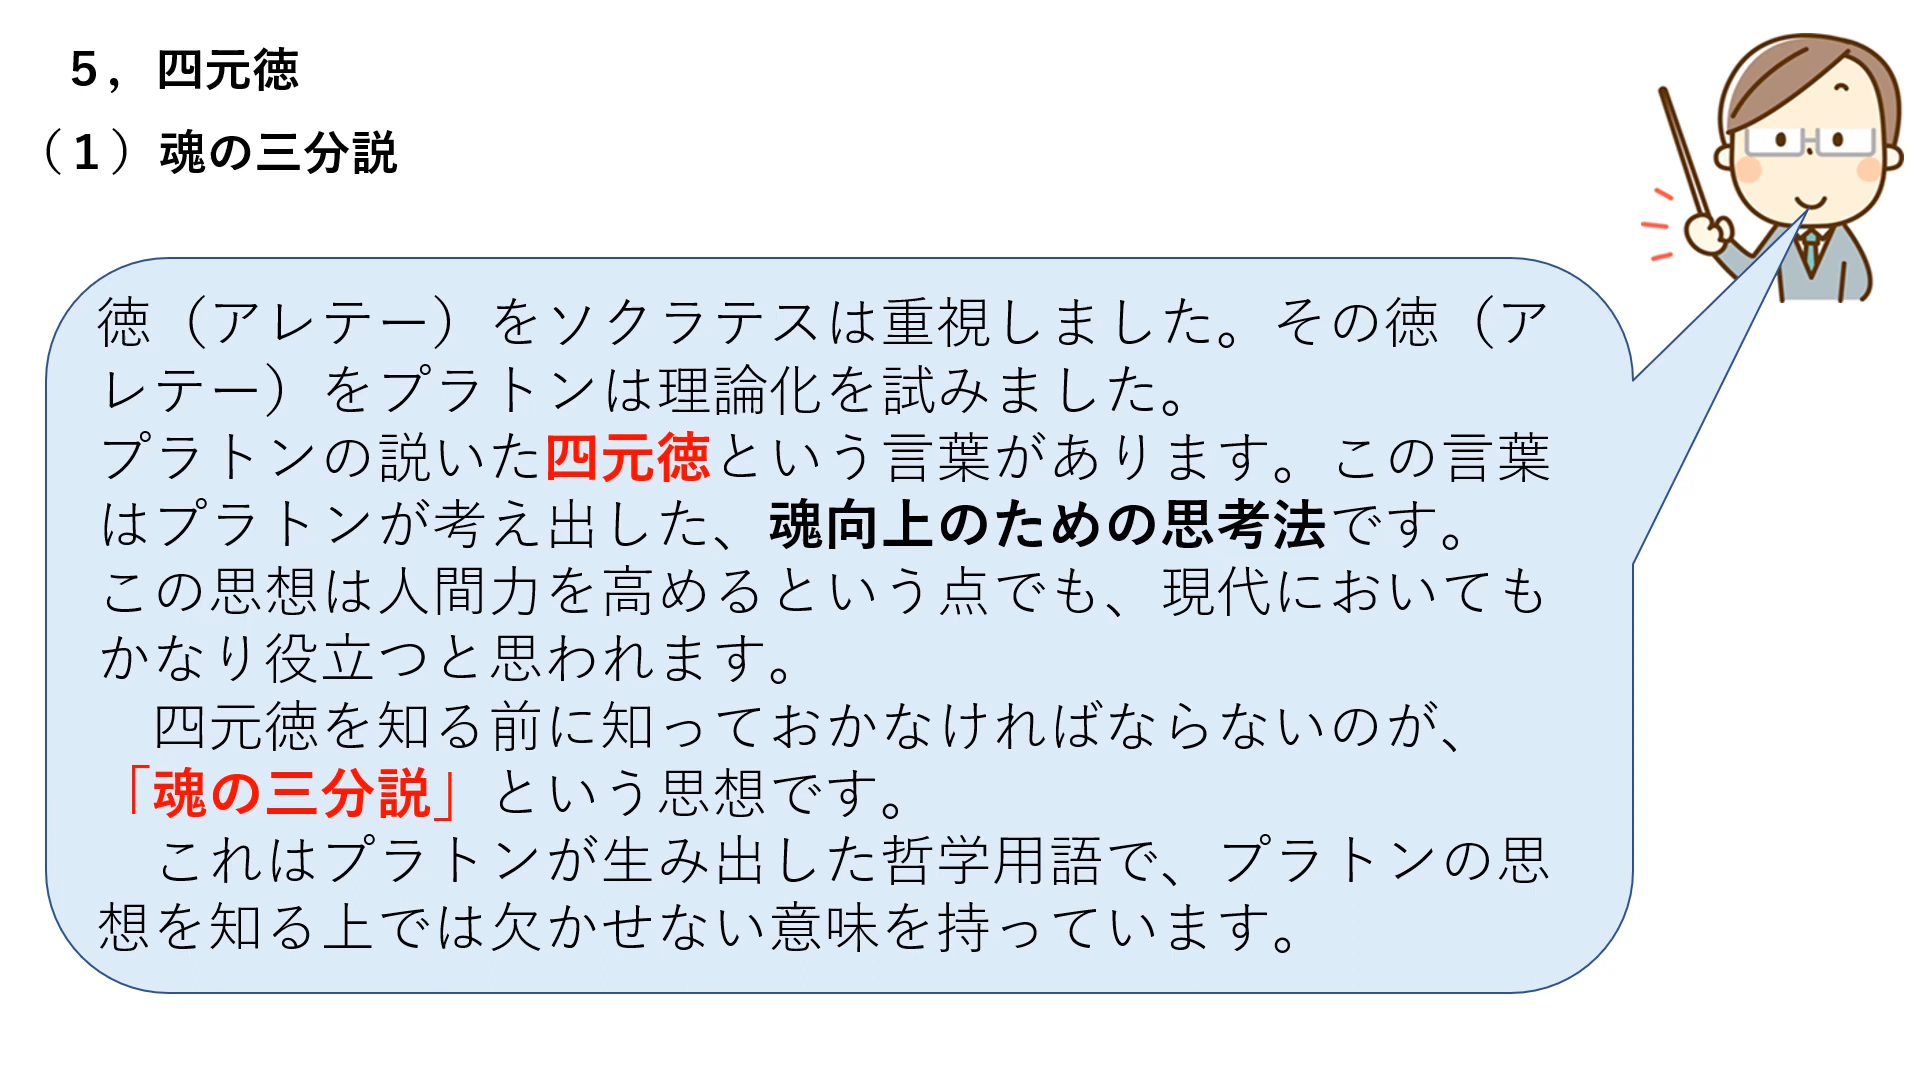 ５，四元徳
（１）魂の三分説
徳（アレテー）をソクラテスは重視しました。その徳（ア
レテー）をプラトンは理論化を試みました。
プラトンの説いた四元徳という言葉があります。この言葉
はプラトンが考え出した、魂向上のための思考法です。
この思想は人間力を高めるという点でも、現代においても
かなり役立つと思われます。
　四元徳を知る前に知っておかなければならないのが、
「魂の三分説」という思想です。
　これはプラトンが生み出した哲学用語で、プラトンの思
想を知る上では欠かせない意味を持っています。